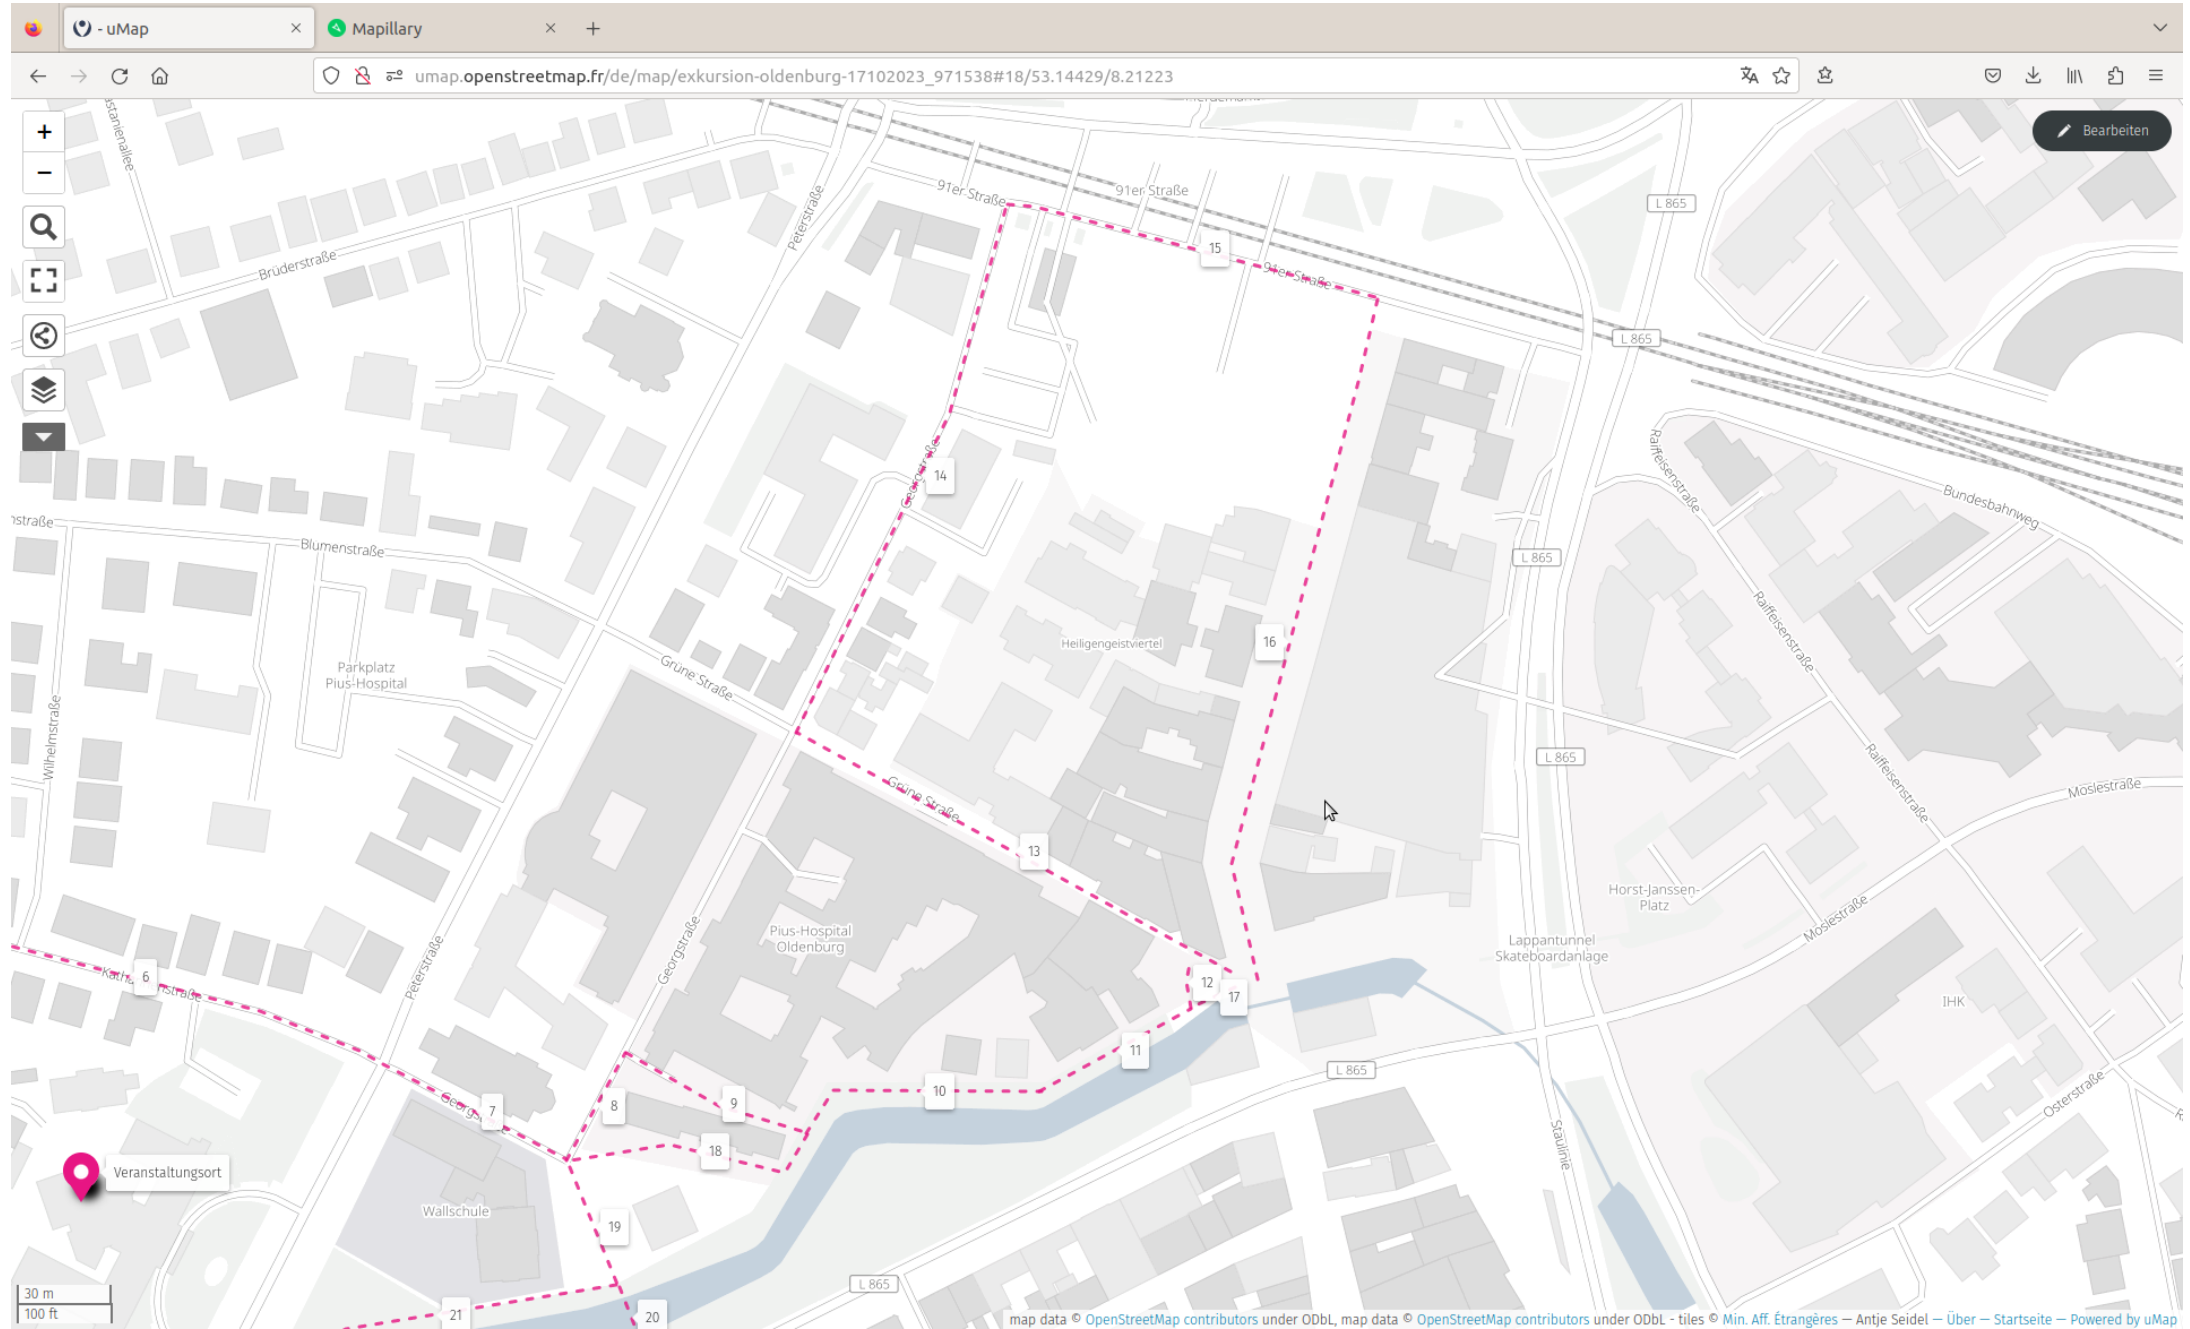 - uMap
Mapillary
umap.openstreetmap.fr/de/map/exkursion-oldenburg-17102023_971538#18/53.14429/8.21223
+
−
Bearbeiten
91er Straße
91er Straße
L 865
Peterstraße
15
Brüderstraße
91er Straße
L 865
14
Georgstraße
Raiffeisenstraße
Bundesbahnweg
Blumenstraße
L 865
16
Heiligengeistviertel
Parkplatz
Pius-Hospital
Grüne Straße
Raiffeisenstraße
Wilhelmstraße
L 865
Raiffeisenstraße
Moslestraße
Grüne Straße
13
Horst-Janssen-
Platz
Moslestraße
Pius-Hospital
Oldenburg
Georgstraße
Peterstraße
Lappantunnel
Skateboardanlage
6
12
17
IHK
11
L 865
10
9
8
7
Osterstraße
18
Staulinie
Veranstaltungsort
Wallschule
19
L 865
21
20
30 m
100 ft
map data © OpenStreetMap contributors under ODbL, map data © OpenStreetMap contributors under ODbL - tiles © Min. Aff. Étrangères — Antje Seidel — Über — Startseite — Powered by uMap